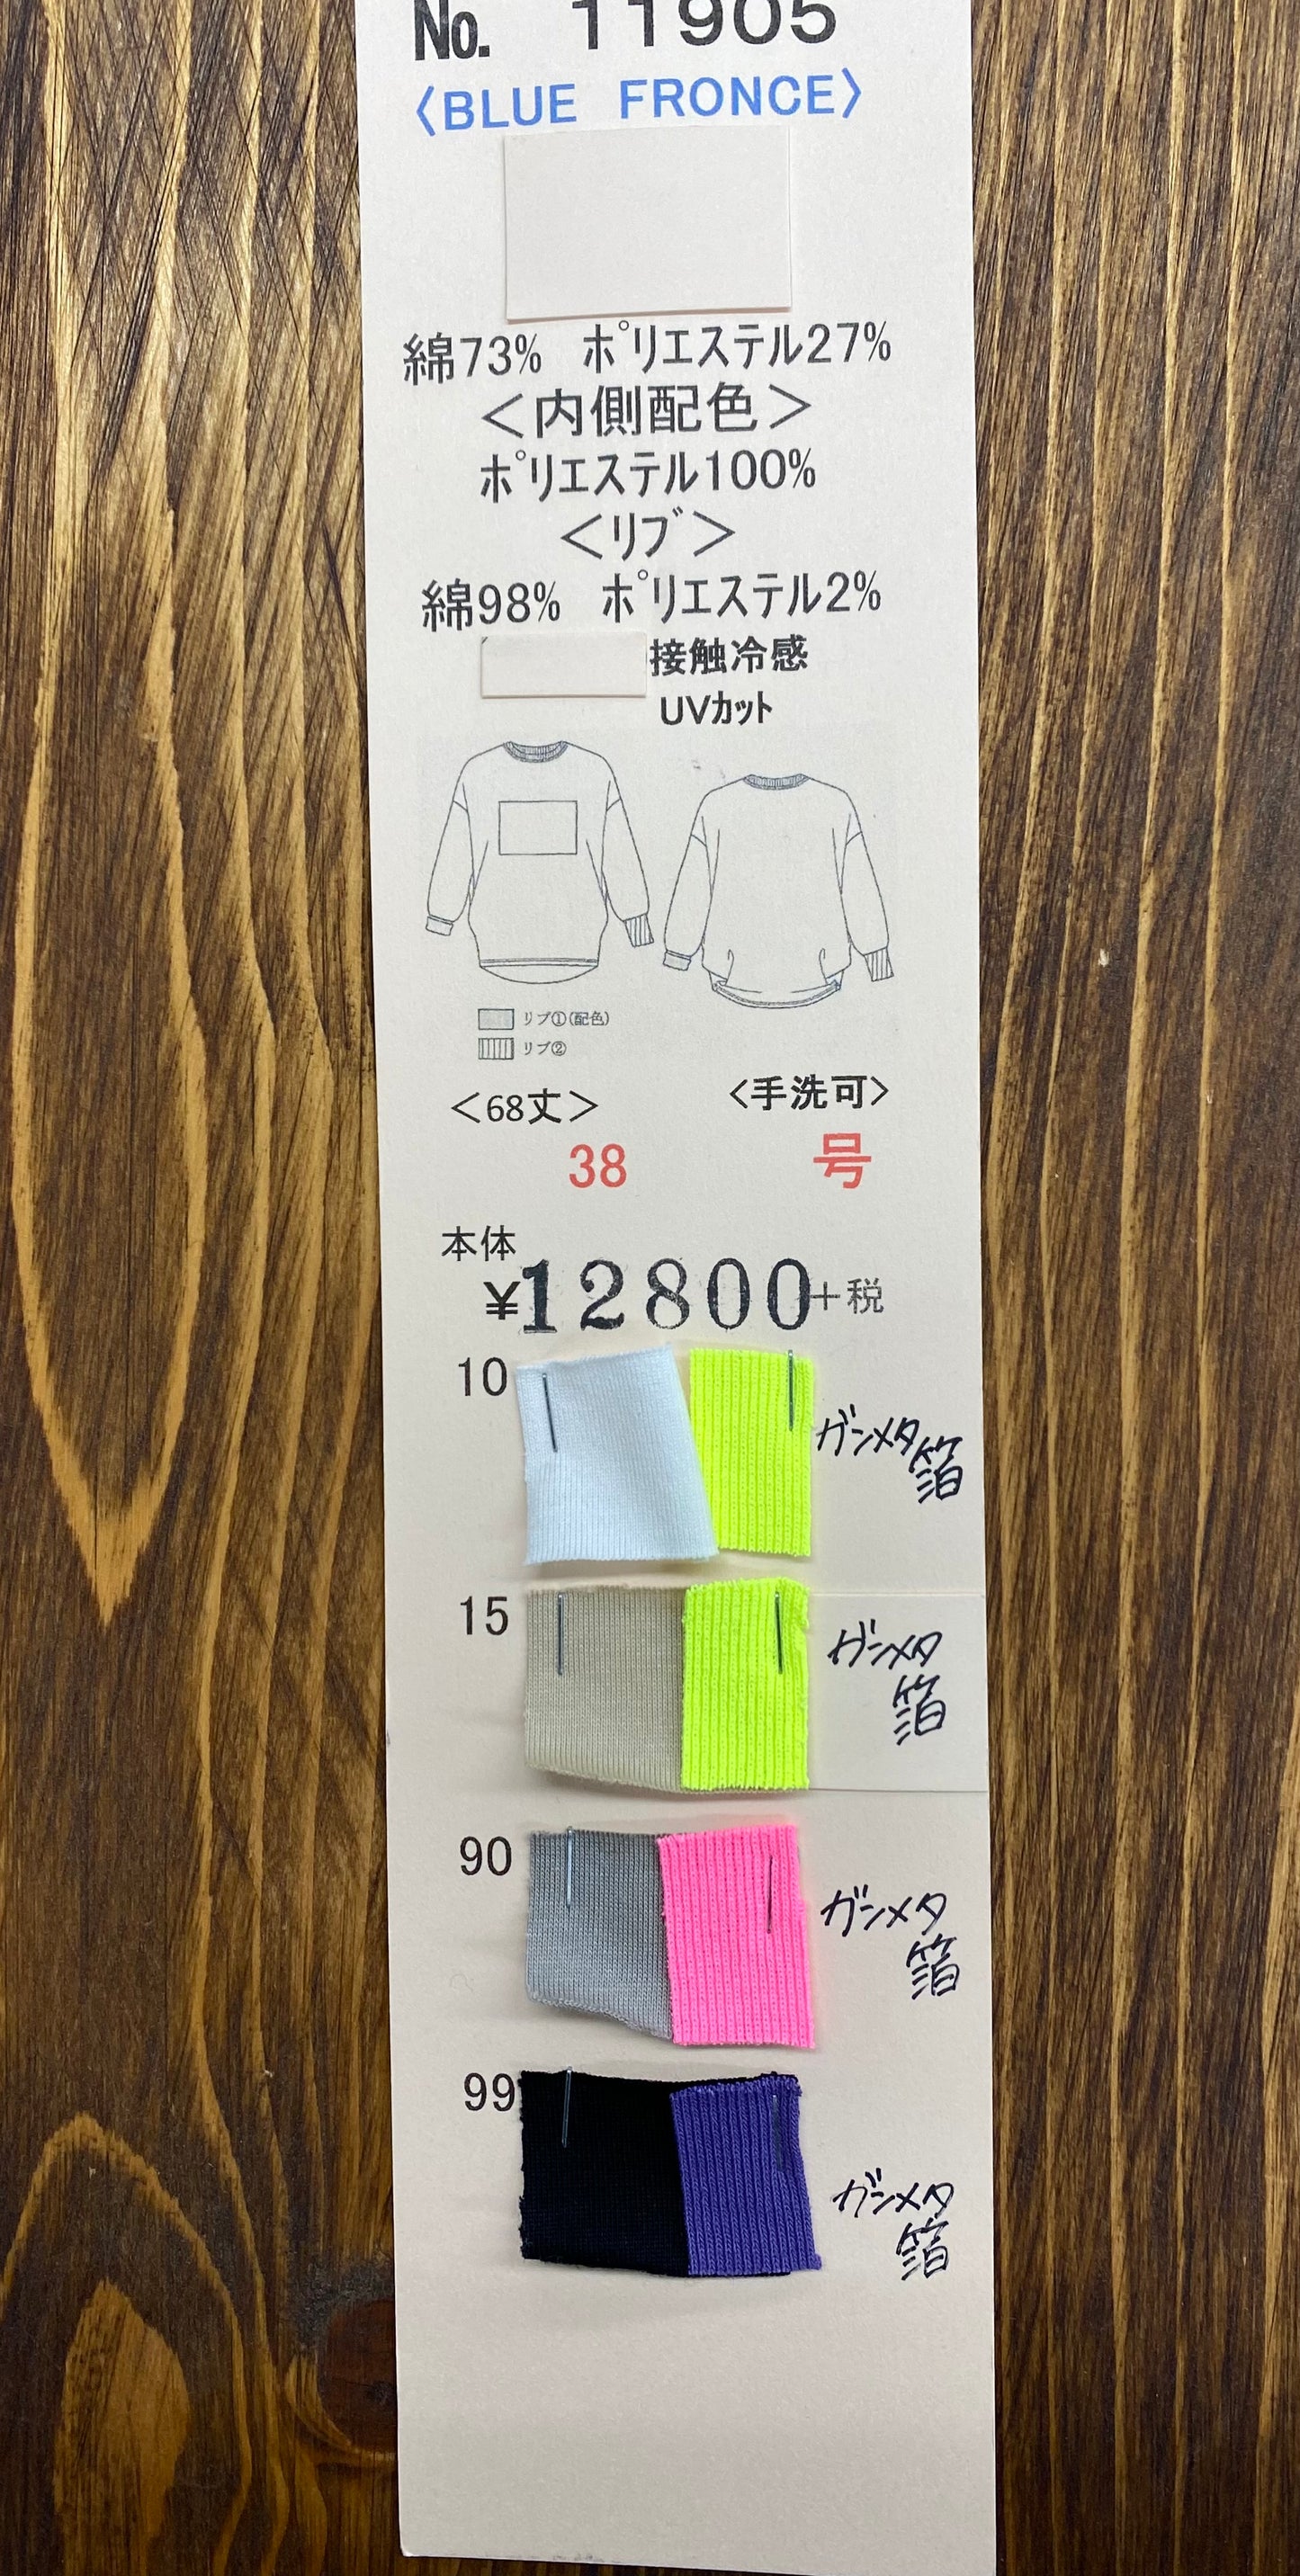 No. 11905
〈BLUE FRONCE〉
綿73% ポリエステル27%
＜内側配色＞
ポリエステル100%
＜リブ＞
綿98% ポリエステル2%
接触冷感
UVカット
リブ①(配色)
リブ②
＜68丈＞ <手洗可>
38 号
本体
¥12800+税
10
ガンメタ
箔
15
ガンメタ
箔
90
ガンメタ
箔
99
ガンメタ
箔